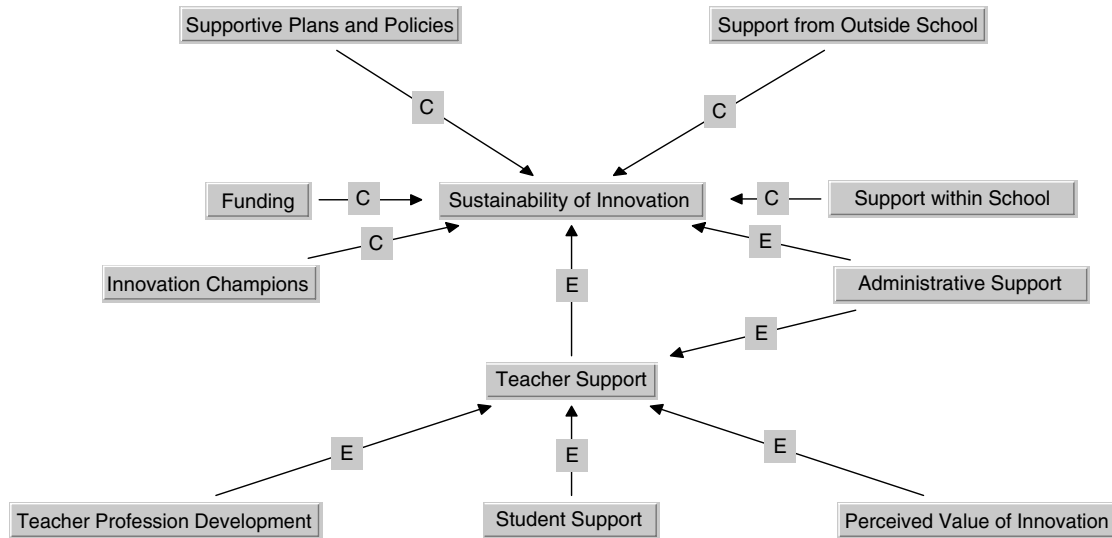 Supportive Plans and Policies
Support from Outside School
C
C
Funding
C
Sustainability of Innovation
C
Support within School
C
E
Innovation Champions
Administrative Support
E
E
Teacher Support
E
E
E
Teacher Profession Development
Student Support
Perceived Value of Innovation